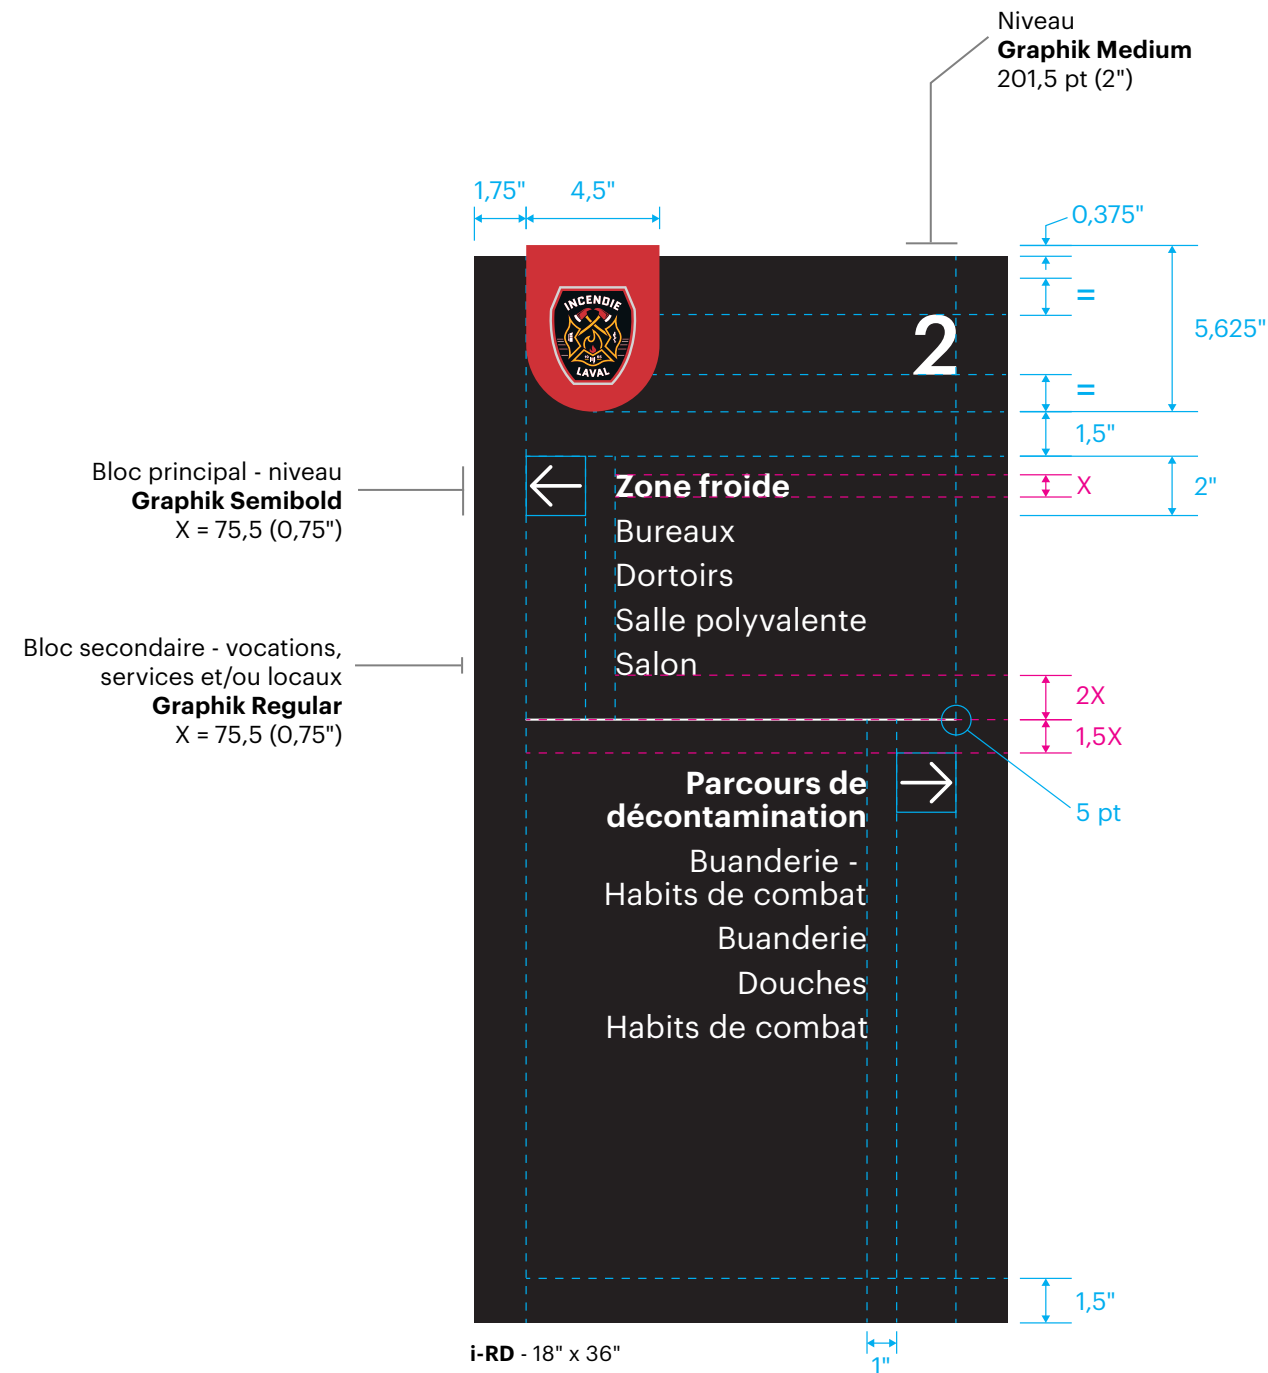 Niveau
Graphik Medium
201,5 pt (2")
1,75"
4,5"
0,375"
=
5,625"
INCENDIE
LAVAL
2
=
1,5"
Bloc principal - niveau
Graphik Semibold
X = 75,5 (0,75")
Zone froide
X
2"
Bureaux
Dortoirs
Salle polyvalente
Salon
Bloc secondaire - vocations,
services et/ou locaux
Graphik Regular
X = 75,5 (0,75")
2X
1,5X
5 pt
Parcours de
décontamination
Buanderie -
Habits de combat
Buanderie
Douches
Habits de combat
1,5"
i-RD - 18" x 36"
1"